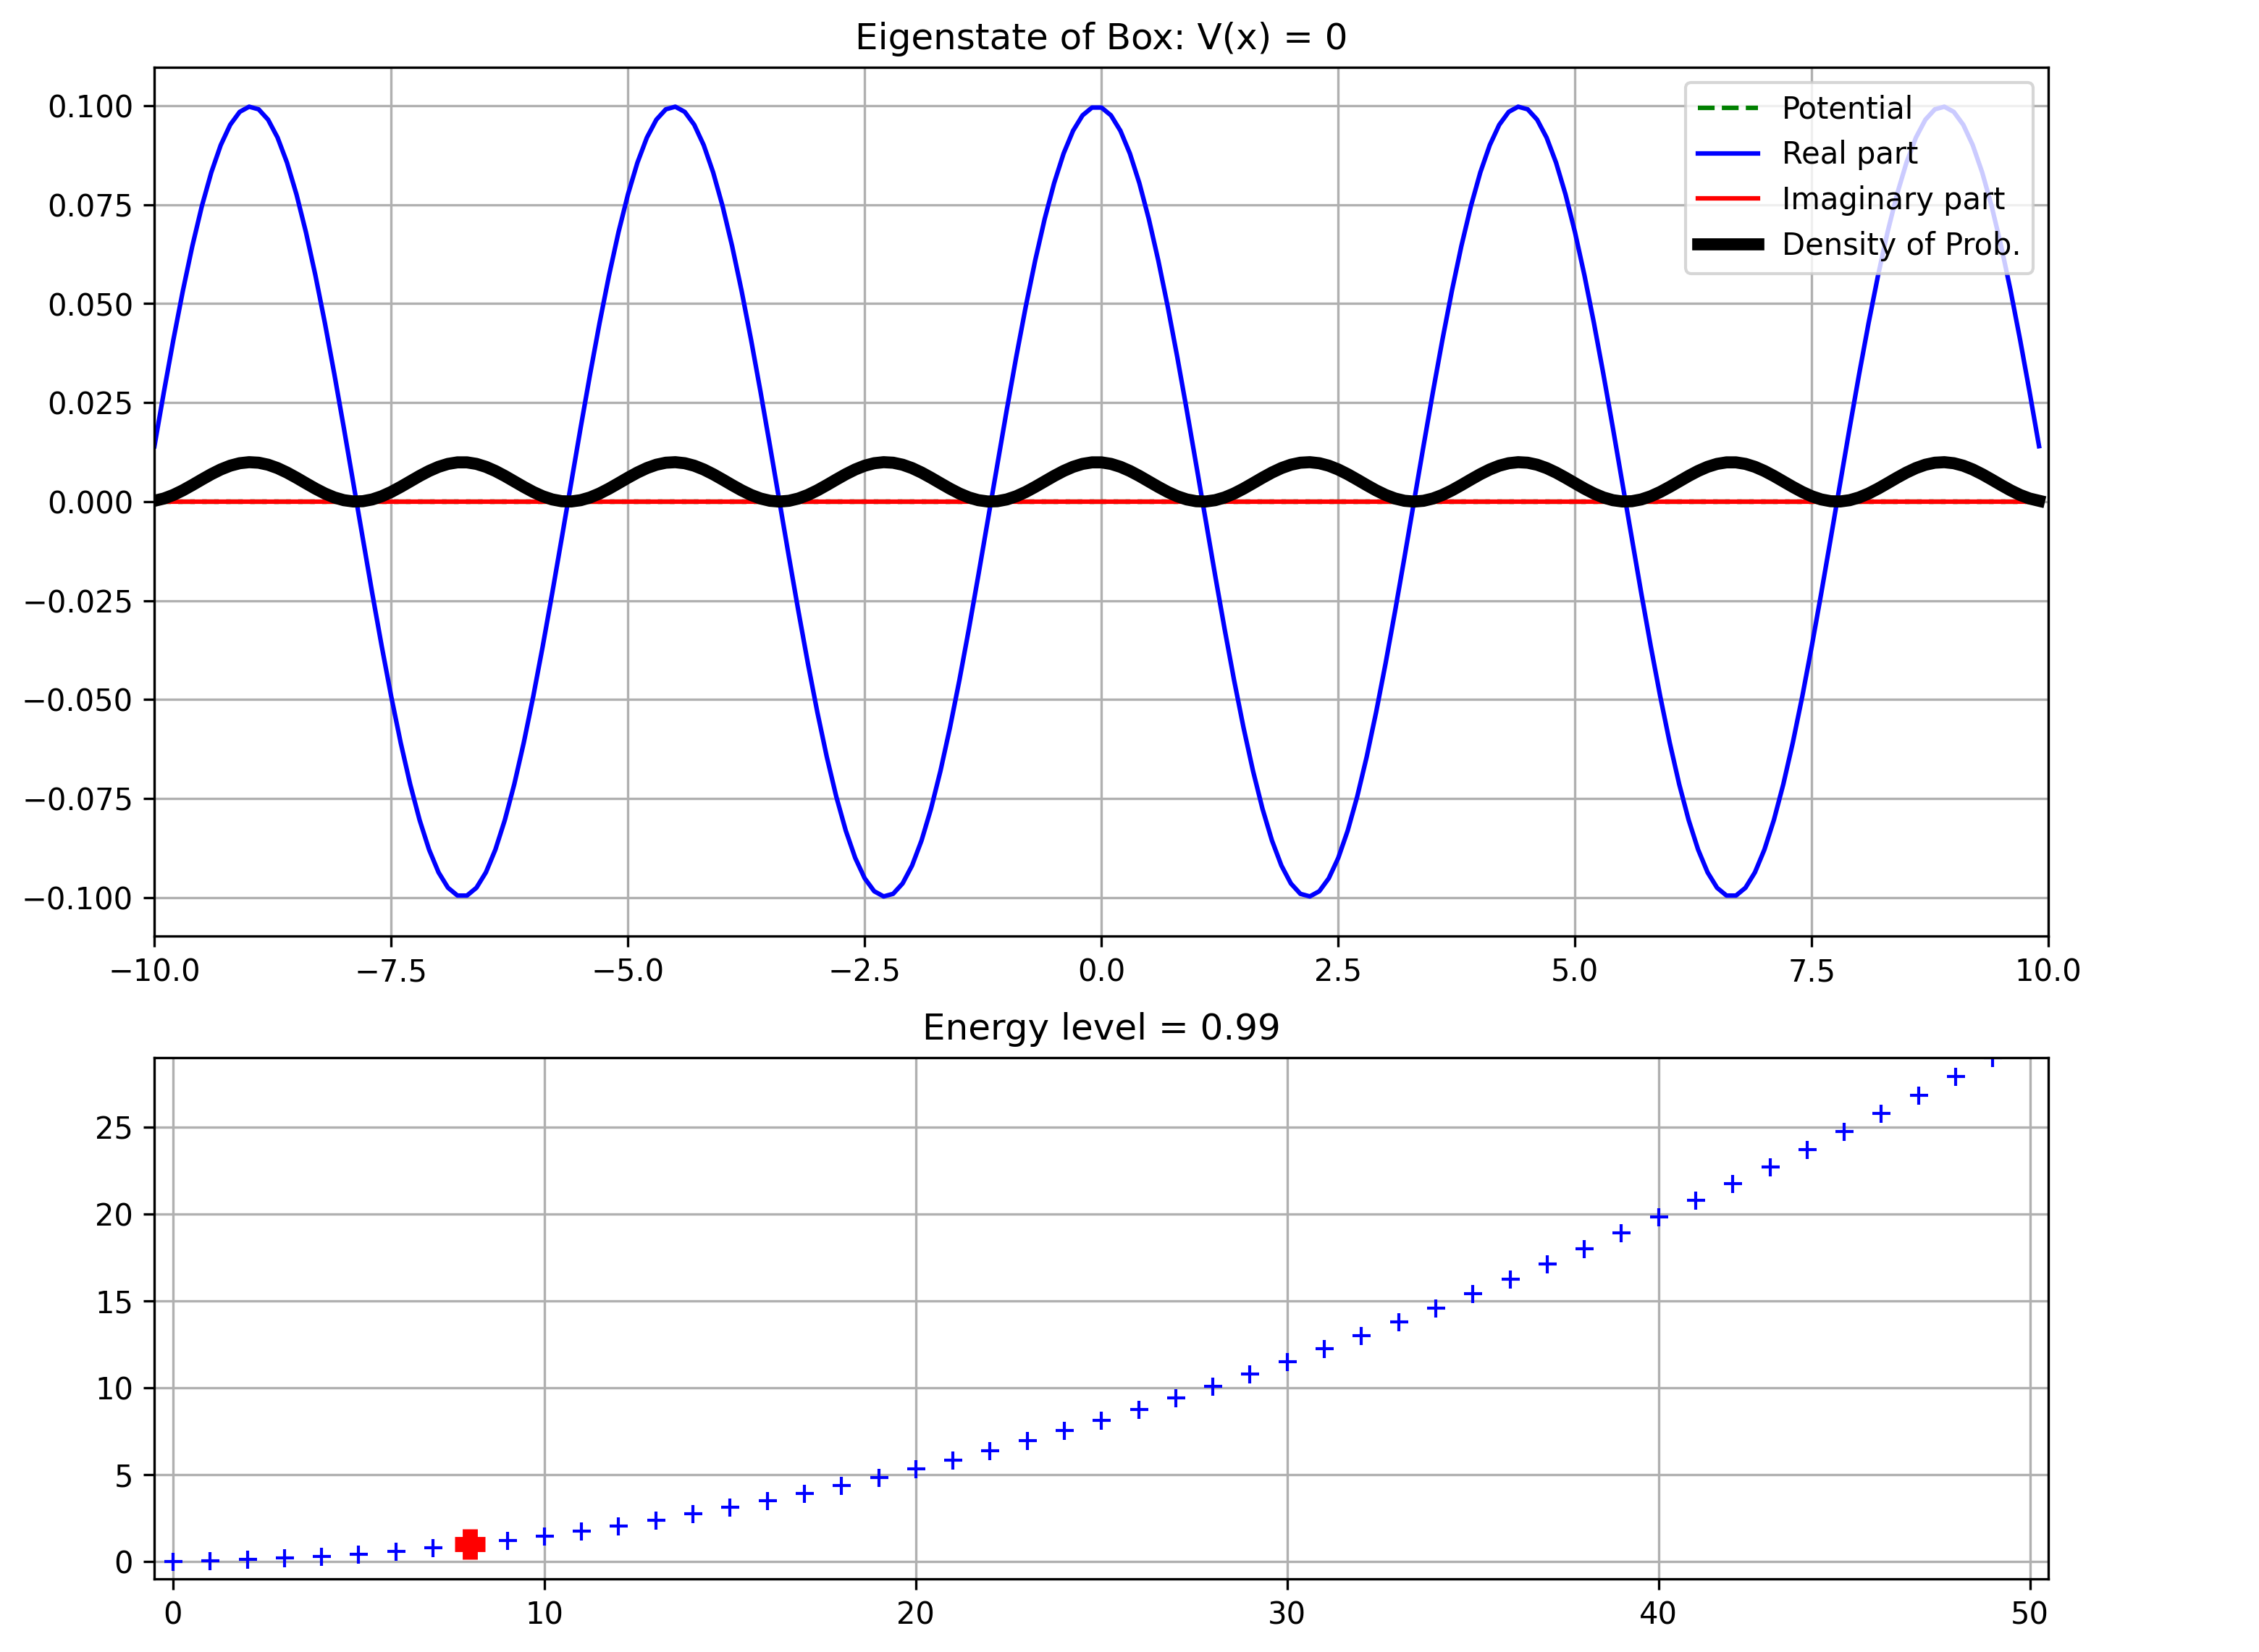 Eigenstate of Box: V(x) = 0
0.100
0.075
0.050
0.025
0.000
−0.025
−0.050
−0.075
−0.100
Potential
Real part
Imaginary part
Density of Prob.
−10.0 −7.5 −5.0 −2.5 0.0 2.5 5.0 7.5 10.0
Energy level = 0.99
25
20
15
10
5
0
0 10 20 30 40 50